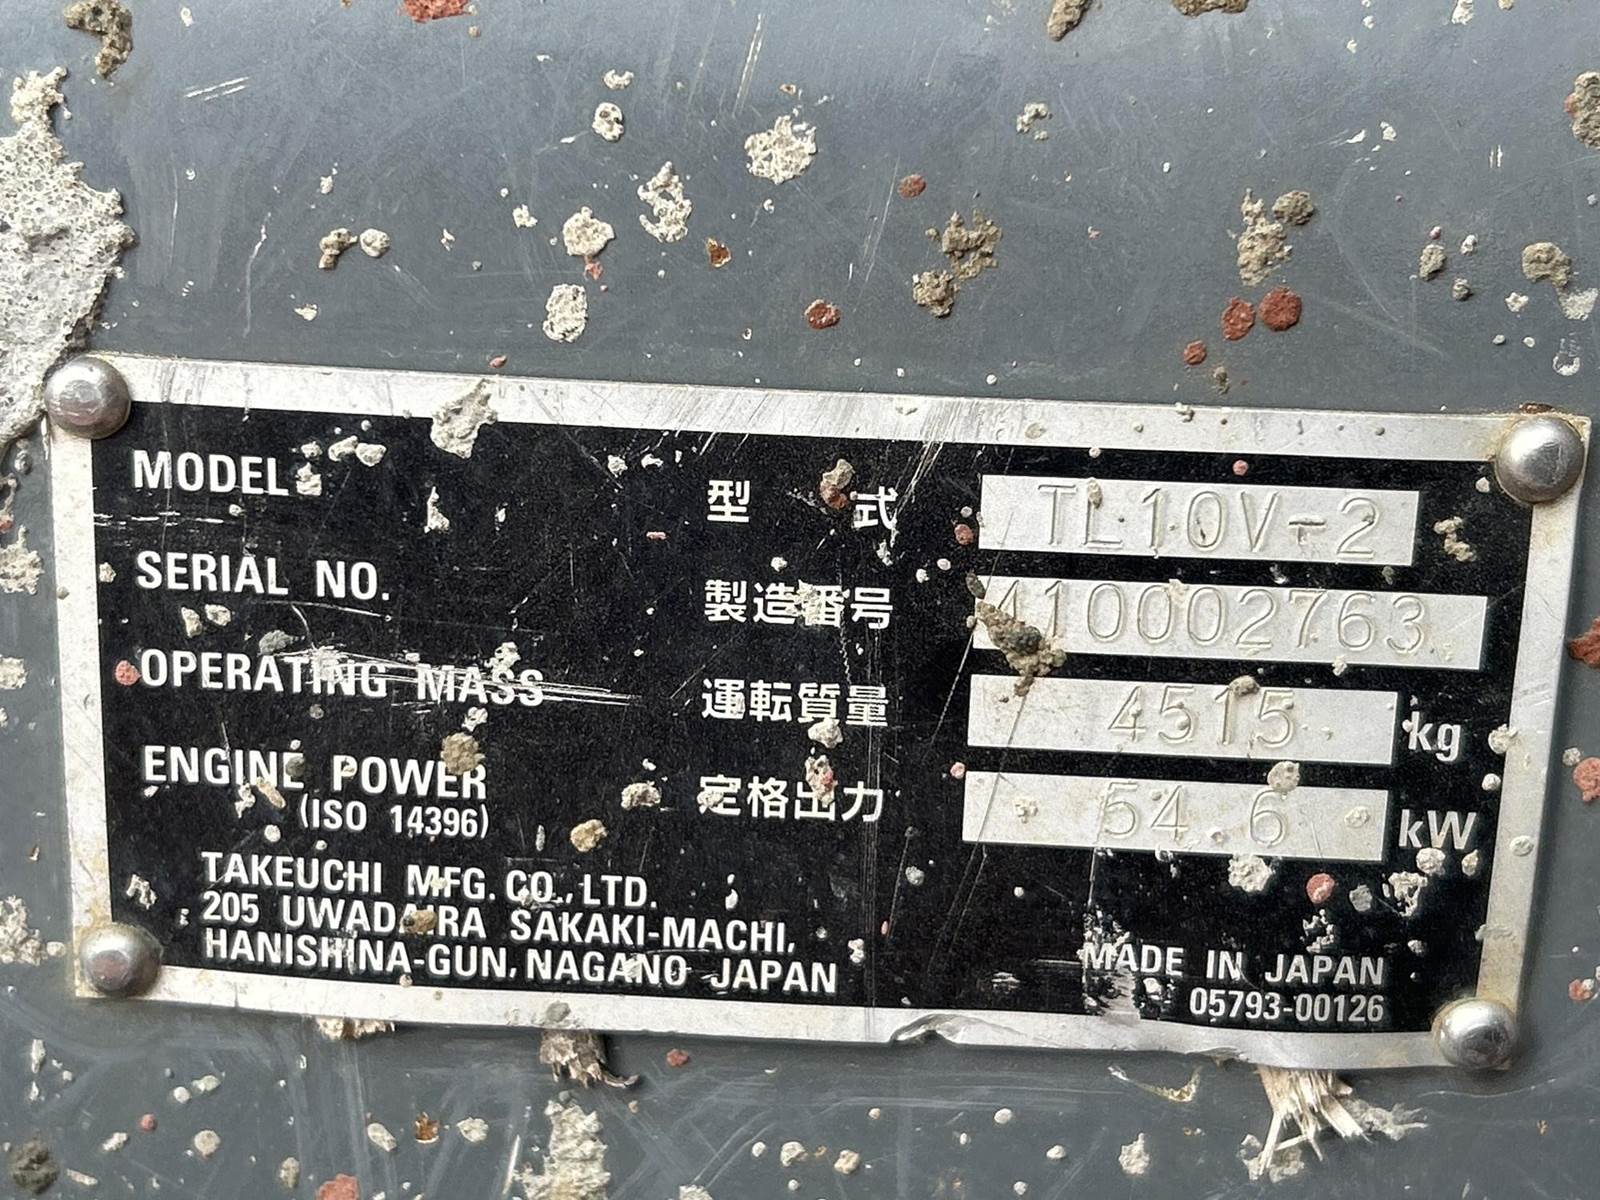 MODEL 型式 TL10V-2
SERIAL NO. 製造番号 410002763
OPERATING MASS 運転質量 4515 kg
ENGINE POWER 定格出力 54.6 kW
(ISO 14396)
TAKEUCHI MFG. CO., LTD.
205 UWADAIRA SAKAKI-MACHI,
HANISHINA-GUN, NAGANO JAPAN
MADE IN JAPAN
05793-00126